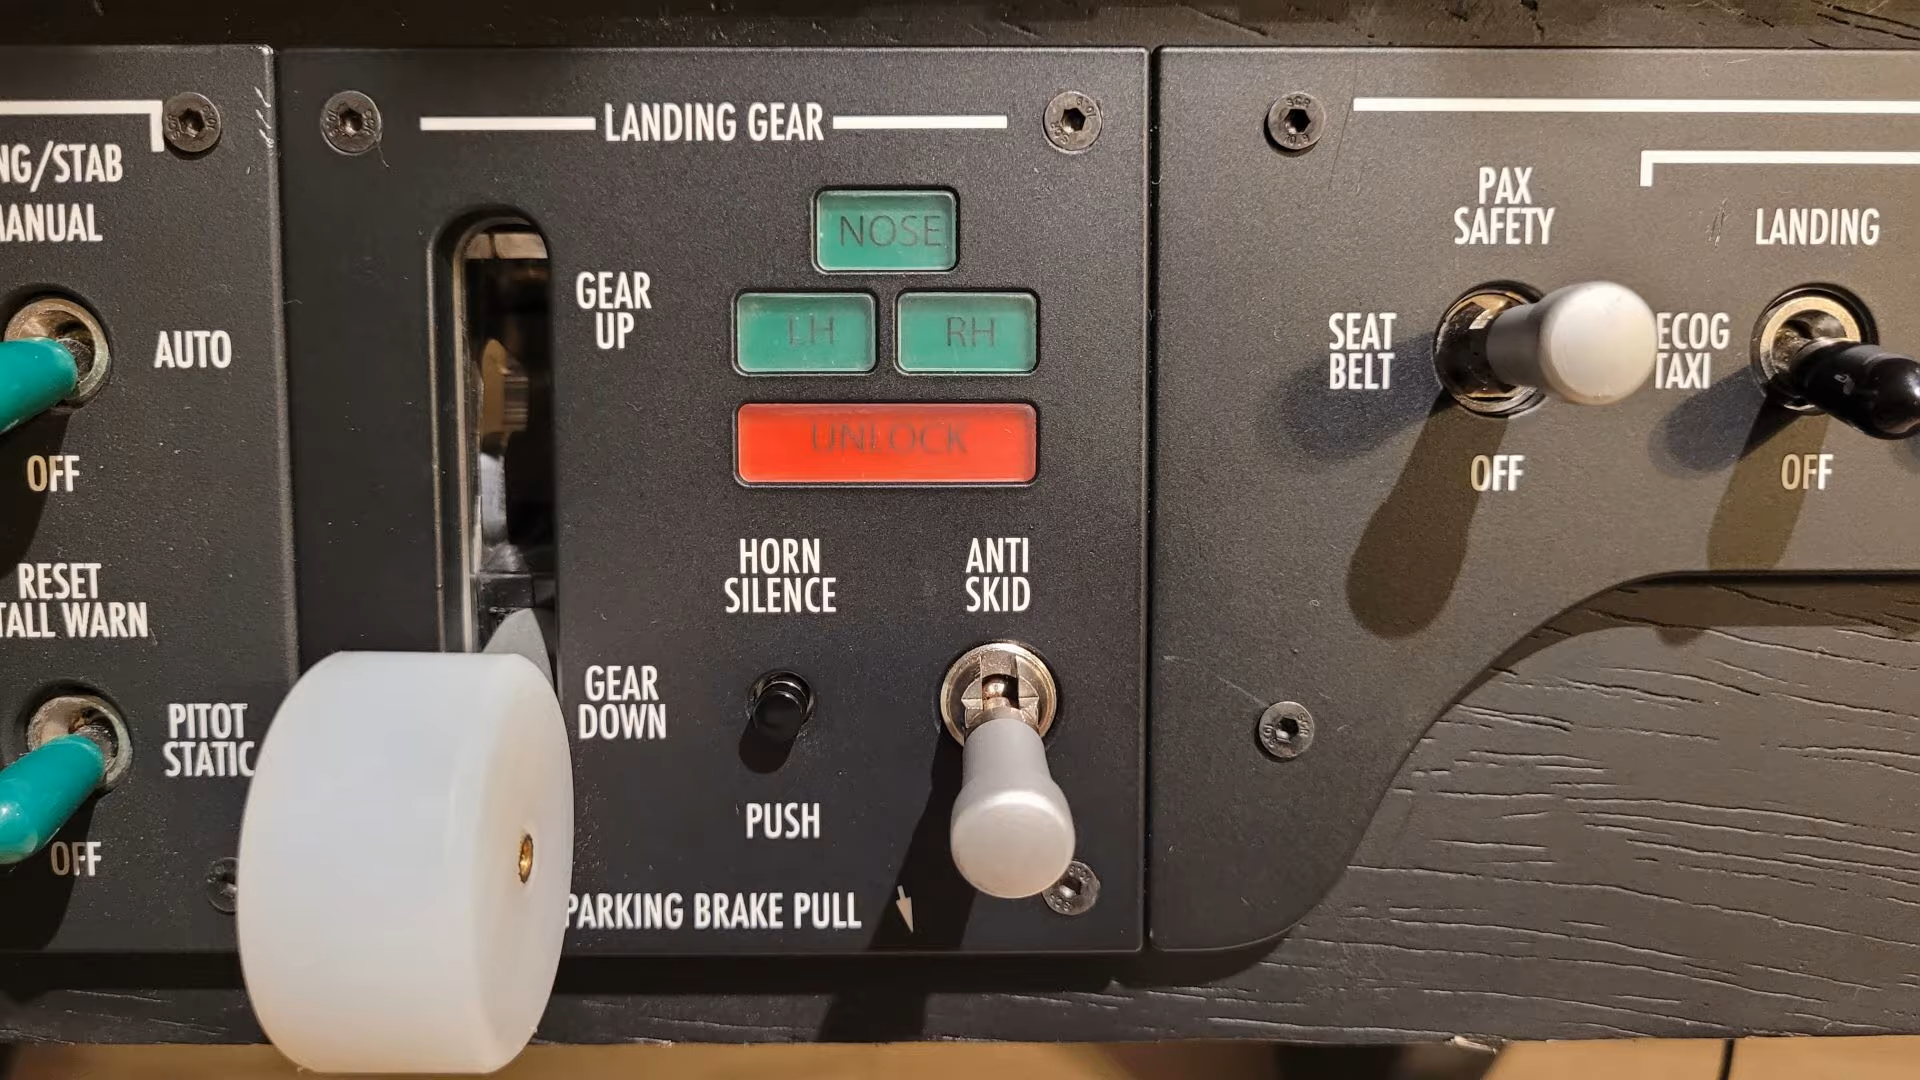 NG/STAB
MANUAL
AUTO
OFF
RESET
TALL WARN
PITOT
STATIC
OFF
LANDING GEAR
GEAR
UP
NOSE
LH
RH
UNLOCK
HORN
SILENCE
ANTI
SKID
GEAR
DOWN
PUSH
PARKING BRAKE PULL
PAX
SAFETY
SEAT
BELT
OFF
LANDING
ECOG
TAXI
OFF